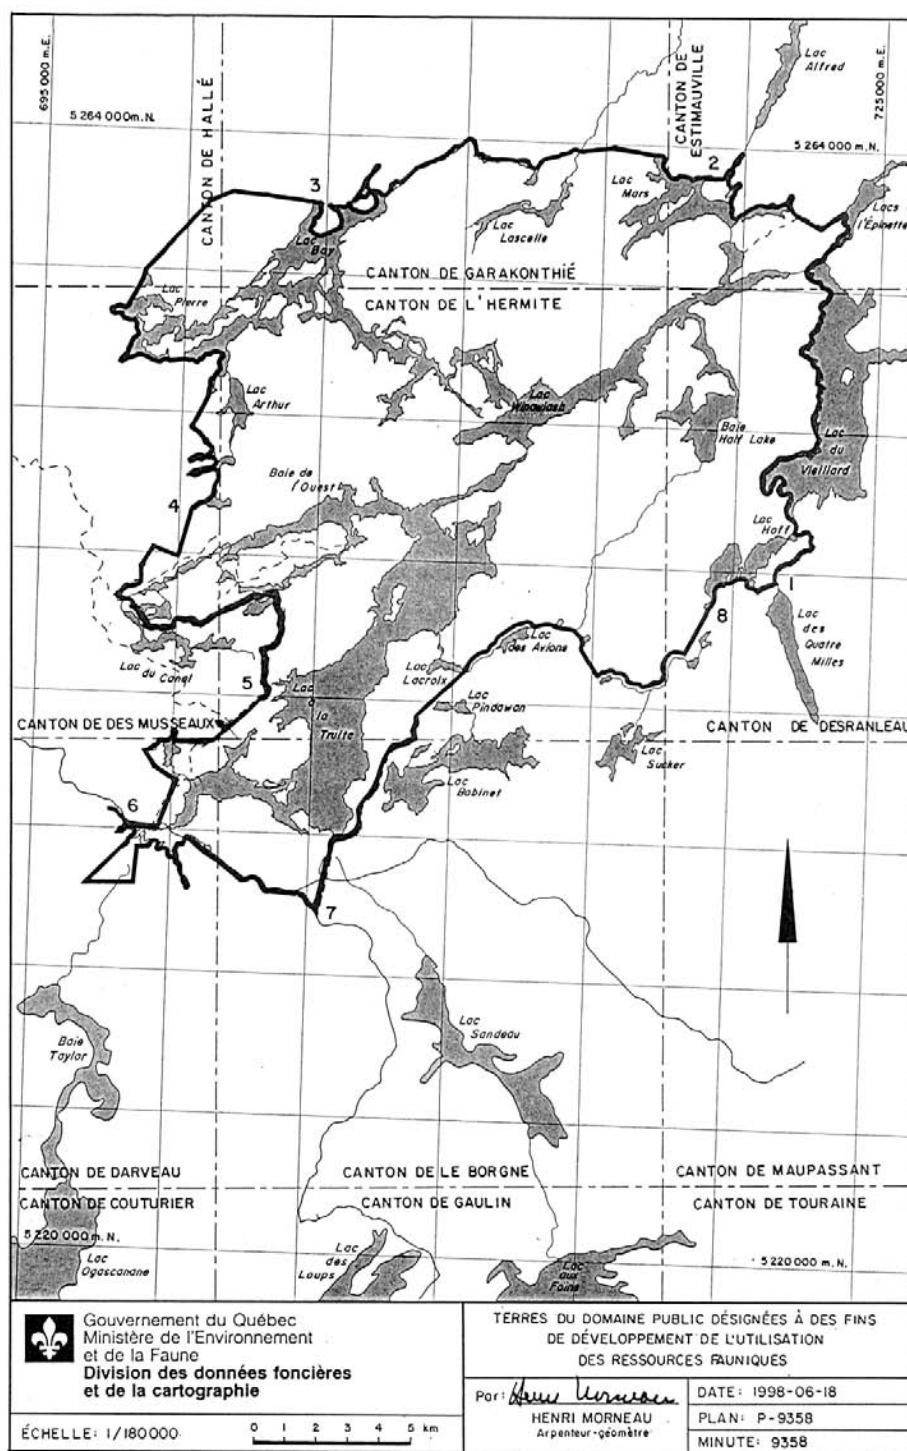 695 000 m.E.
CANTON DE HALLÉ
CANTON DE
ESTIMAUVILLE
725 000 m.E.
Lac
Alfred
5 264 000m.N.
5 264 000 m.N.
2
3
Lac
Mars
Lacs
l'Épinette
Lac
Lascelle
Lac
Bay
CANTON DE GARAKONTHIÉ
CANTON DE L'HERMITE
Lac
Pierre
Lac
Arthur
Lac
Baie
Half Lake
Lac
du
Vieillard
Baie de
l'Ouest
4
Lac
Hoff
1
8
Lac
des
Quatre
Milles
Lac
des Avions
Lac du Canel
Lac
Lacroix
5
Lac
à
la
Truite
Lac
Pindawan
CANTON DE DES MUSSEAUX
CANTON DE DESRANLEAU
Lac
Sucker
Lac
Babinet
6
7
Lac
Sandeau
Baie
Taylor
CANTON DE DARVEAU
CANTON DE LE BORGNE
CANTON DE MAUPASSANT
CANTON DE COUTURIER
CANTON DE GAULIN
CANTON DE TOURAINE
5 220 000 m. N.
5 220 000 m. N.
Lac
Ogascanane
Lac
des
Loups
Lac
aux
Foins
Gouvernement du Québec
Ministère de l'Environnement
et de la Faune
Division des données foncières
et de la cartographie
ÉCHELLE: 1/180000
0 1 2 3 4 5 km
TERRES DU DOMAINE PUBLIC DÉSIGNÉES À DES FINS
DE DÉVELOPPEMENT DE L'UTILISATION
DES RESSOURCES FAUNIQUES
Par: Henri Morneau
HENRI MORNEAU
Arpenteur-géomètre
DATE: 1998-06-18
PLAN: P-9358
MINUTE: 9358